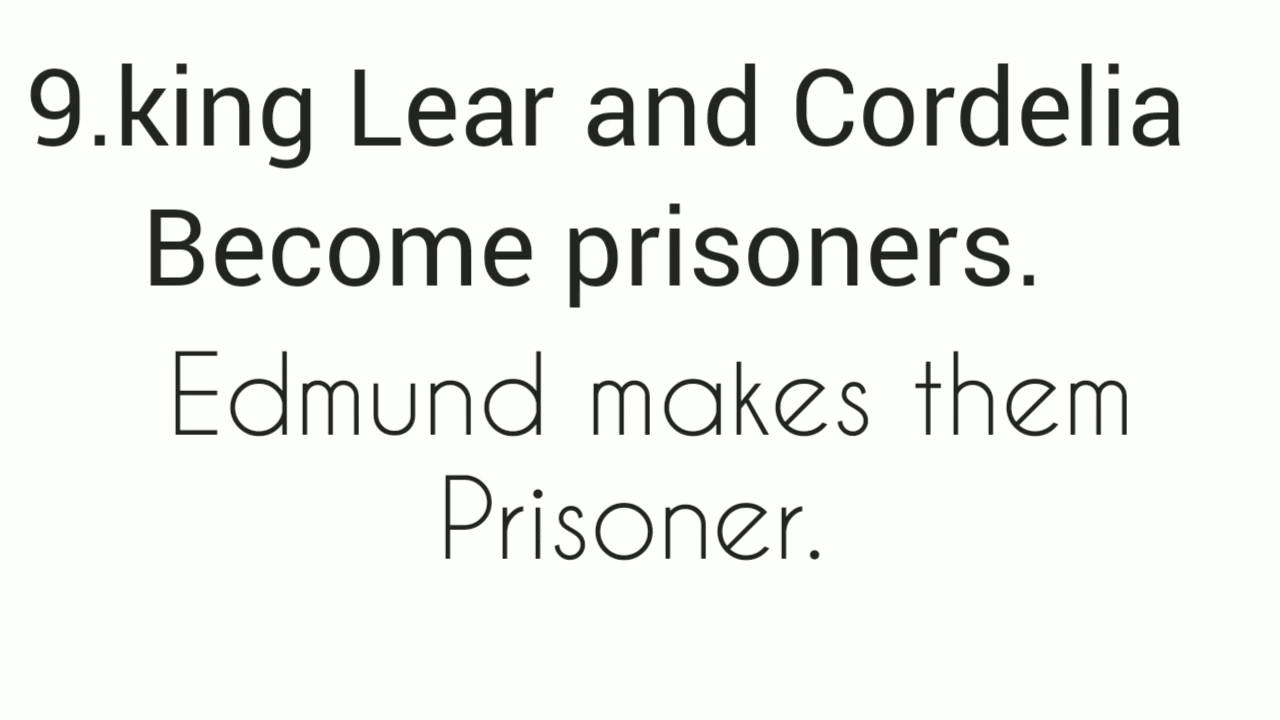 9.king Lear and Cordelia
Become prisoners.
Edmund makes them
Prisoner.